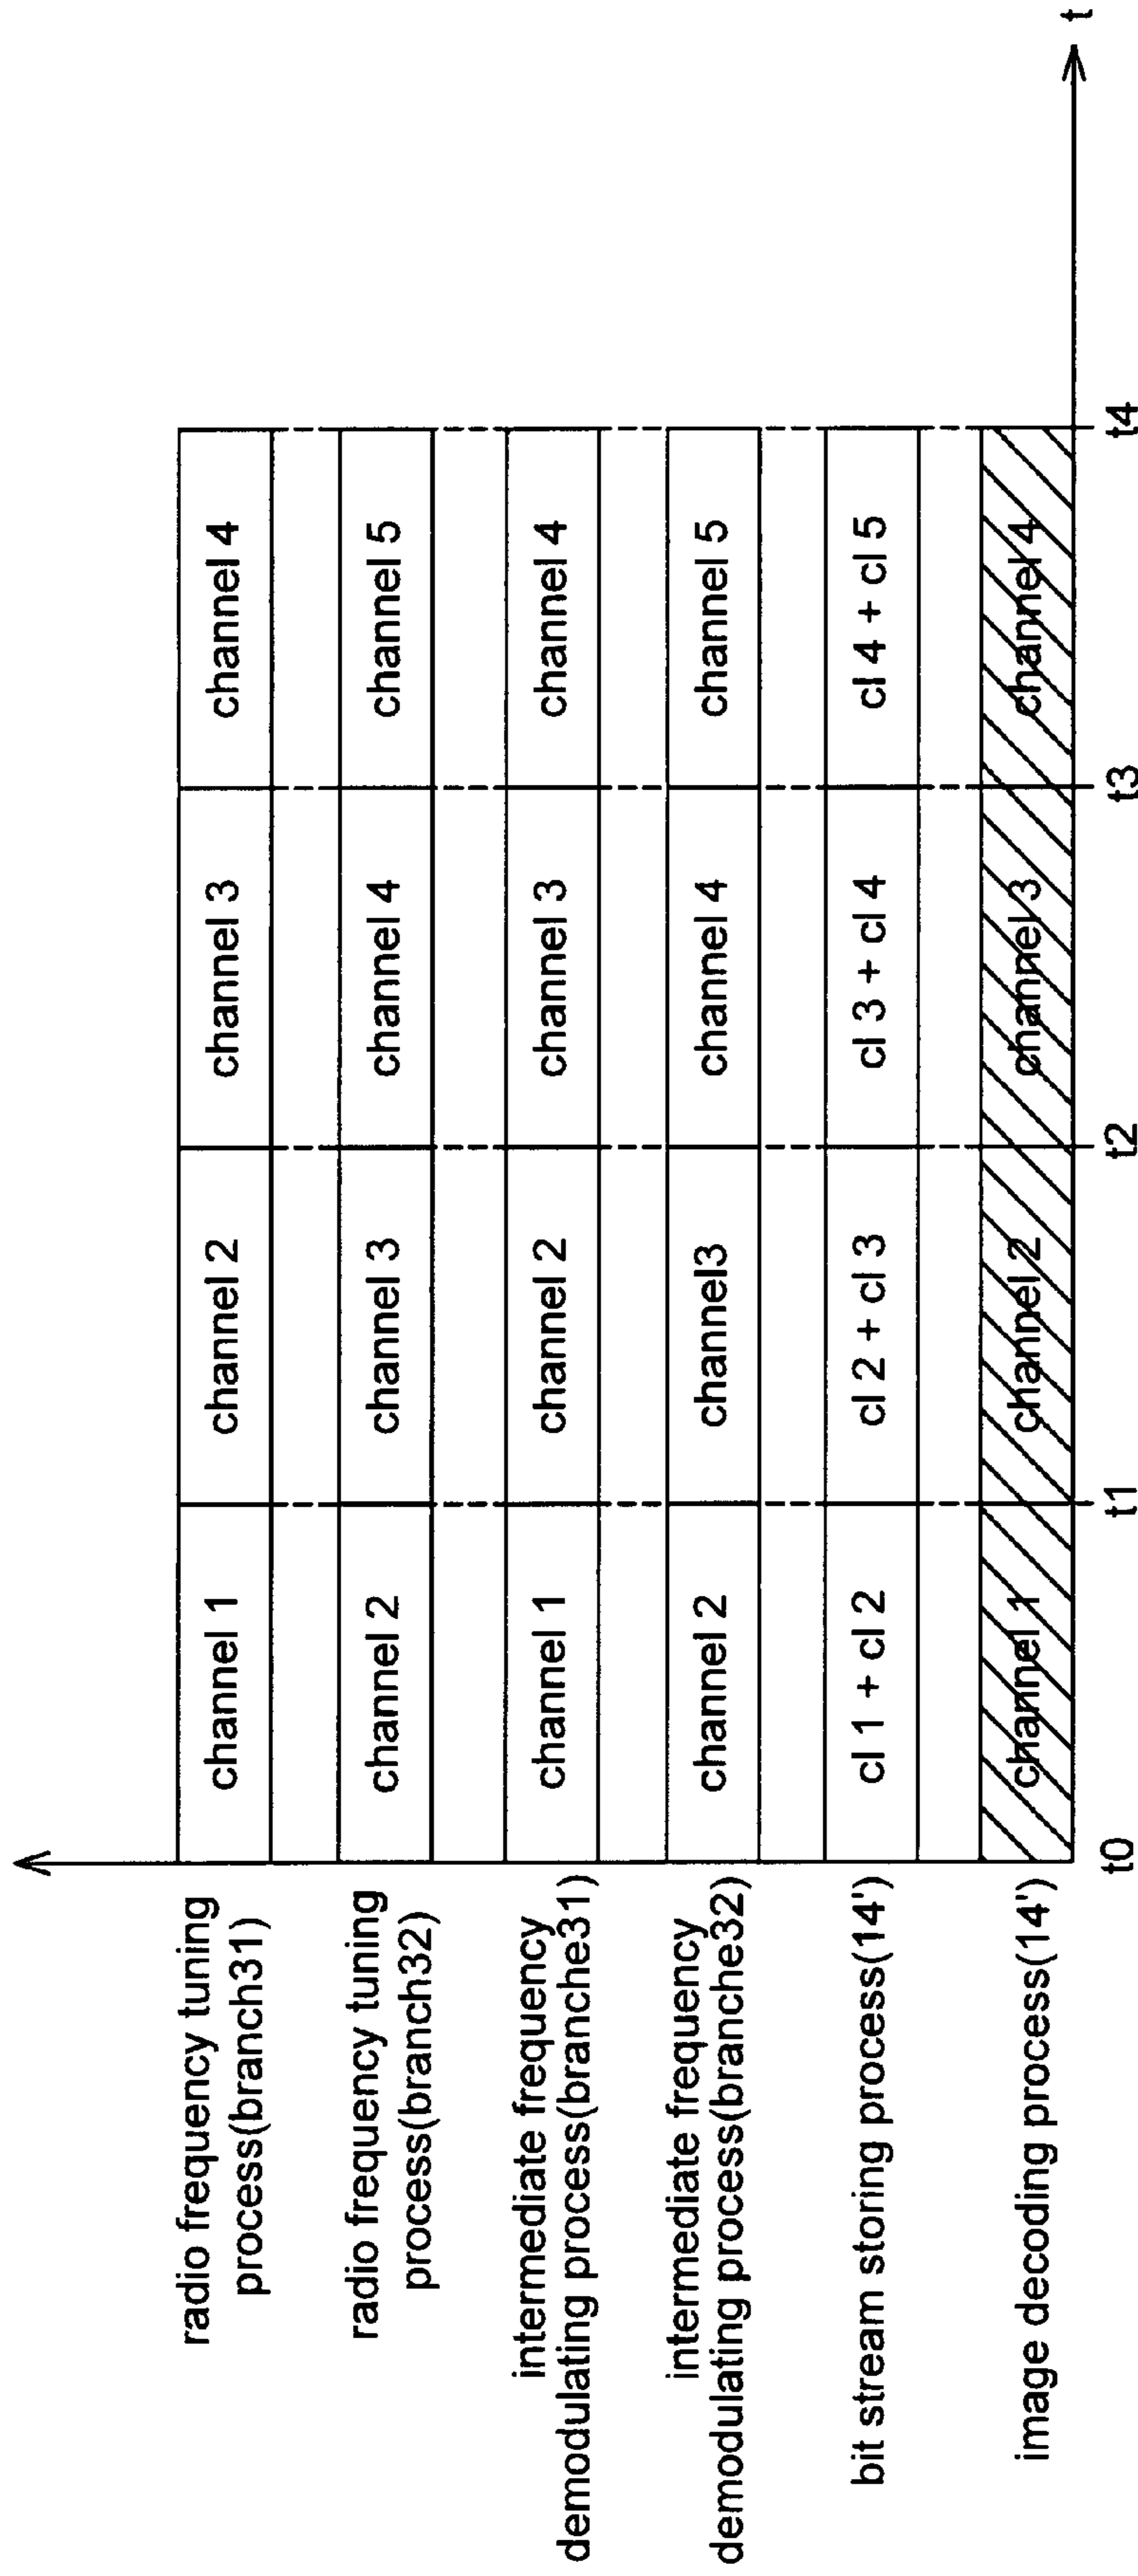 radio frequency tuning
process(branch31)
channel 1
channel 2
channel 3
channel 4
radio frequency tuning
process(branch32)
channel 2
channel 3
channel 4
channel 5
intermediate frequency
demodulating process(branche31)
channel 1
channel 2
channel 3
channel 4
intermediate frequency
demodulating process(branche32)
channel 2
channel3
channel 4
channel 5
bit stream storing process(14')
cl 1 + cl 2
cl 2 + cl 3
cl 3 + cl 4
cl 4 + cl 5
image decoding process(14')
channel 1
channel 2
channel 3
channel 4
t
t0
t1
t2
t3
t4